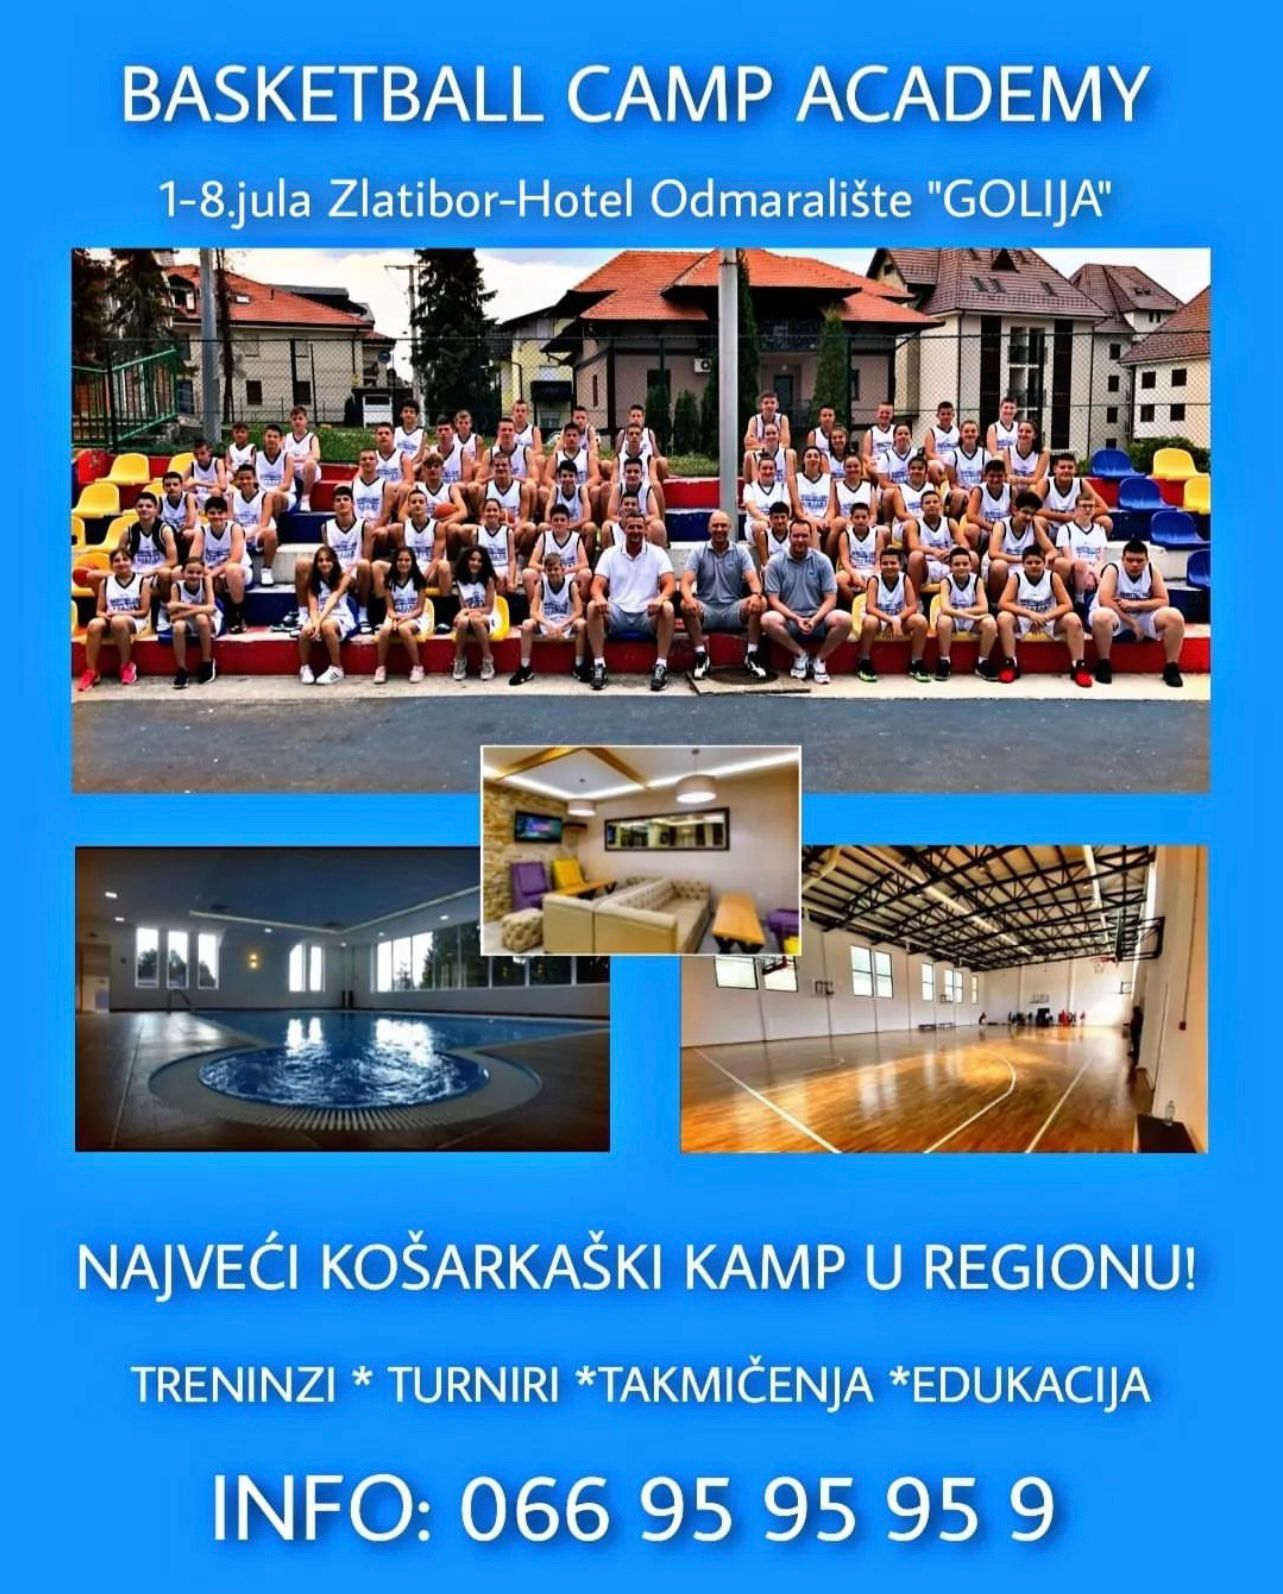 BASKETBALL CAMP ACADEMY
1-8.jula Zlatibor-Hotel Odmaralište "GOLIJA"
NAJVEĆI KOŠARKAŠKI KAMP U REGIONU!
TRENINZI * TURNIRI *TAKMIČENJA *EDUKACIJA
INFO: 066 95 95 95 9